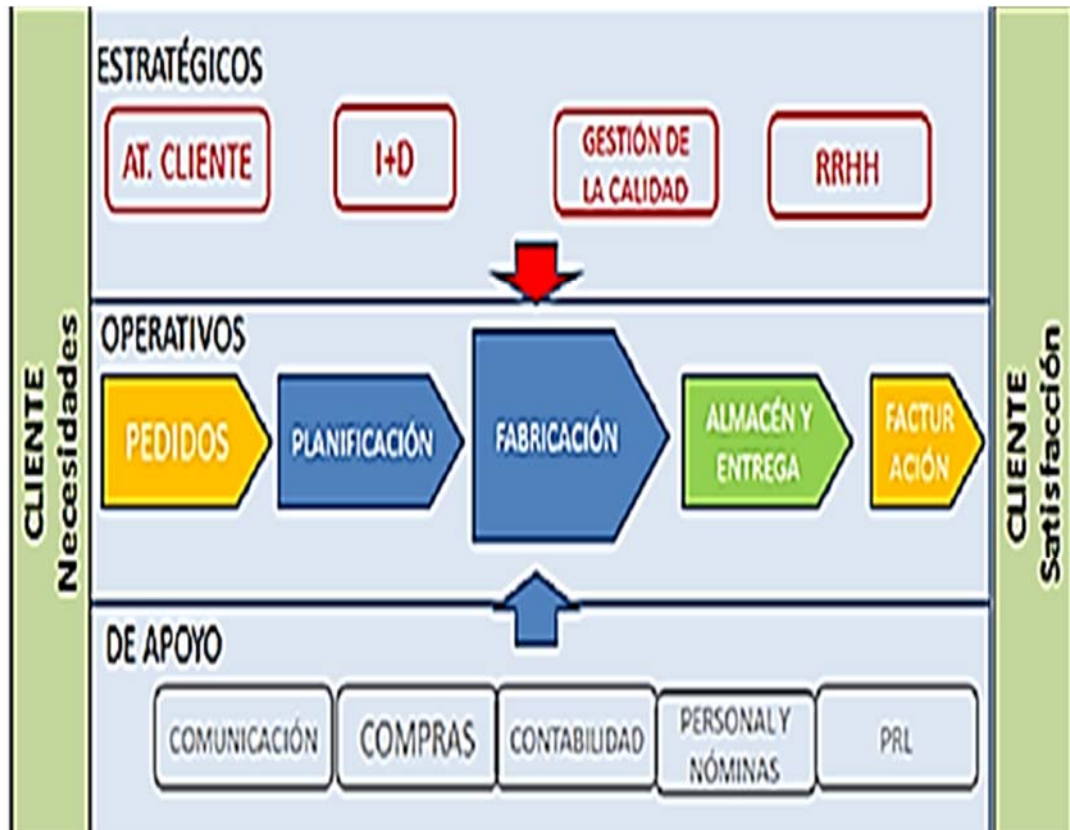 ESTRATÉGICOS
AT. CLIENTE
I+D
GESTIÓN DE
LA CALIDAD
RRHH
CLIENTE
Necesidades
OPERATIVOS
PEDIDOS
PLANIFICACIÓN
FABRICACIÓN
ALMACÉN Y
ENTREGA
FACTUR
ACIÓN
CLIENTE
Satisfacción
DE APOYO
COMUNICACIÓN
COMPRAS
CONTABILIDAD
PERSONAL Y
NÓMINAS
PRL